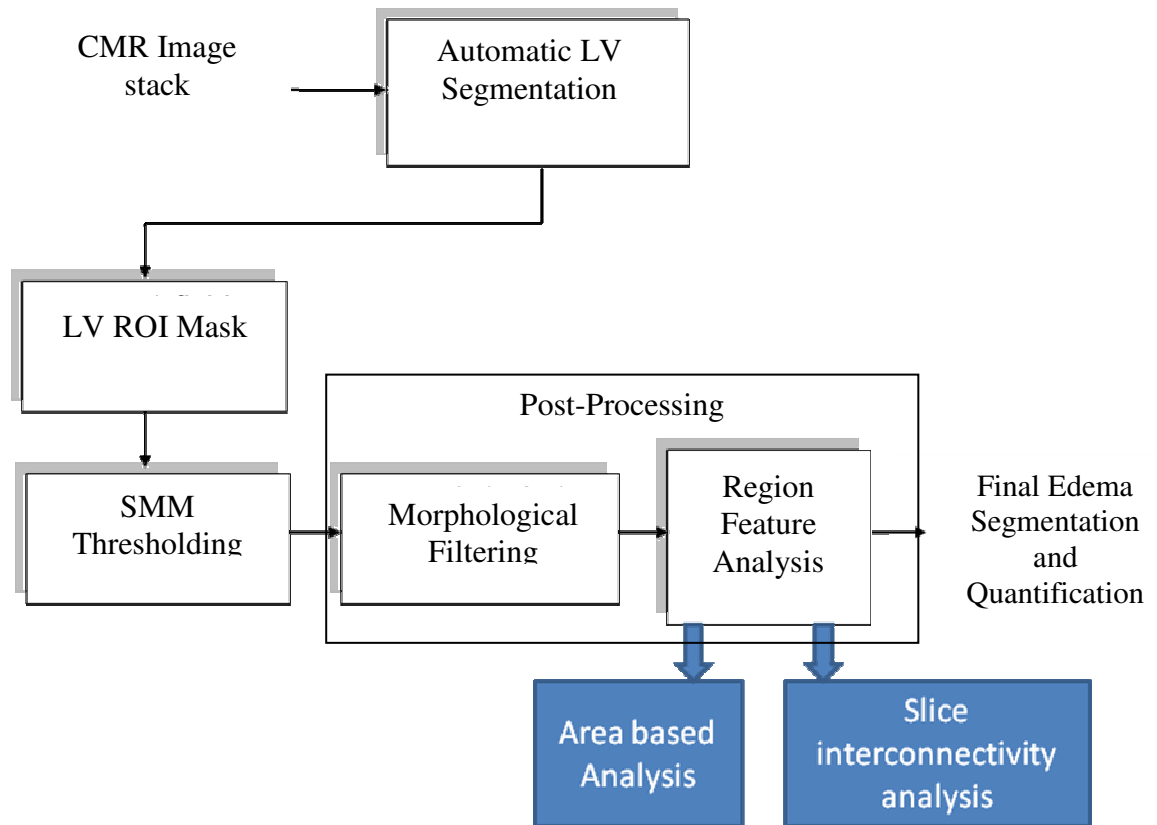 CMR Image
stack
Automatic LV
Segmentation
LV ROI Mask
Post-Processing
SMM
Thresholding
Morphological
Filtering
Region
Feature
Analysis
Final Edema
Segmentation
and
Quantification
Area based
Analysis
Slice
interconnectivity
analysis